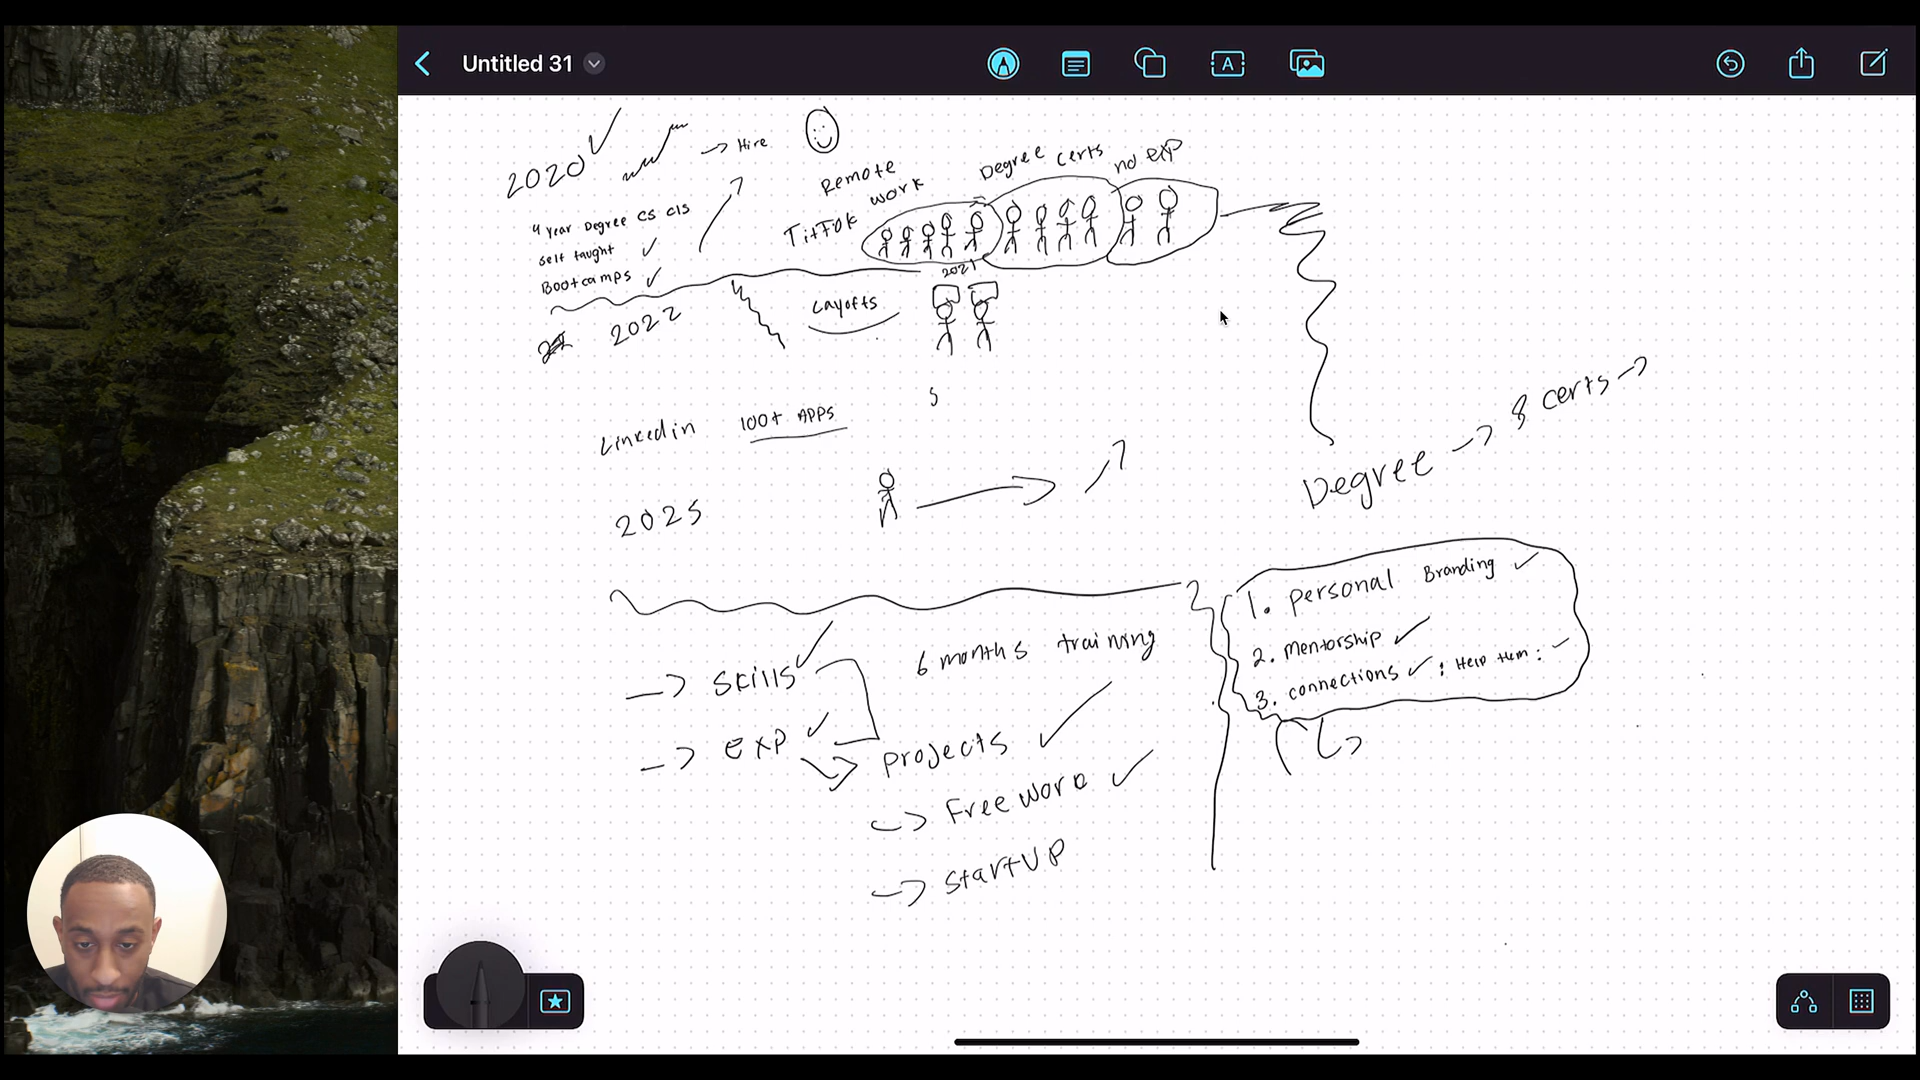 Untitled 31
2020
→ Hire
4 year Degree CS CIS
self taught
Bootcamps
Remote
work
TikTok
Degree certs
no exp
2021
2022
Layoffs
Linkedin 100+ APPS
8 certs →
Degree →
2025
6 months training
→ skills
→ exp
projects
→ Free work
→ startup
1. personal Branding
2. mentorship
3. connections : Help them :